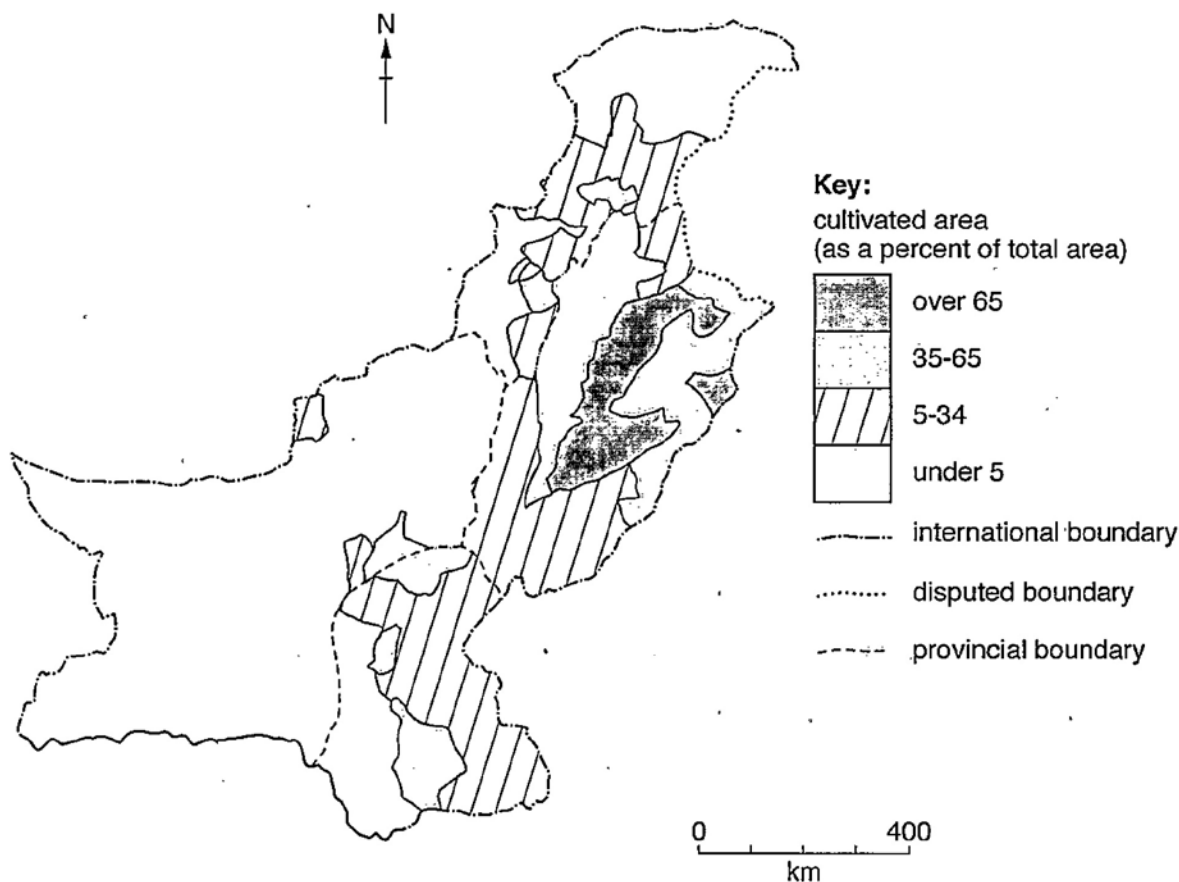 N
Key:
cultivated area
(as a percent of total area)
over 65
35-65
5-34
under 5
international boundary
disputed boundary
provincial boundary
0 400
km